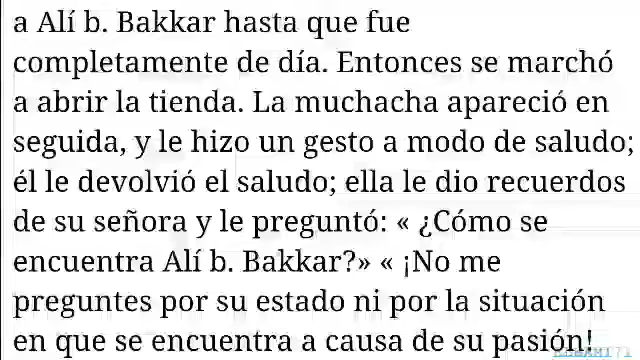 a Alí b. Bakkar hasta que fue
completamente de día. Entonces se marchó
a abrir la tienda. La muchacha apareció en
seguida, y le hizo un gesto a modo de saludo;
él le devolvió el saludo; ella le dio recuerdos
de su señora y le preguntó: « ¿Cómo se
encuentra Alí b. Bakkar?» « ¡No me
preguntes por su estado ni por la situación
en que se encuentra a causa de su pasión!